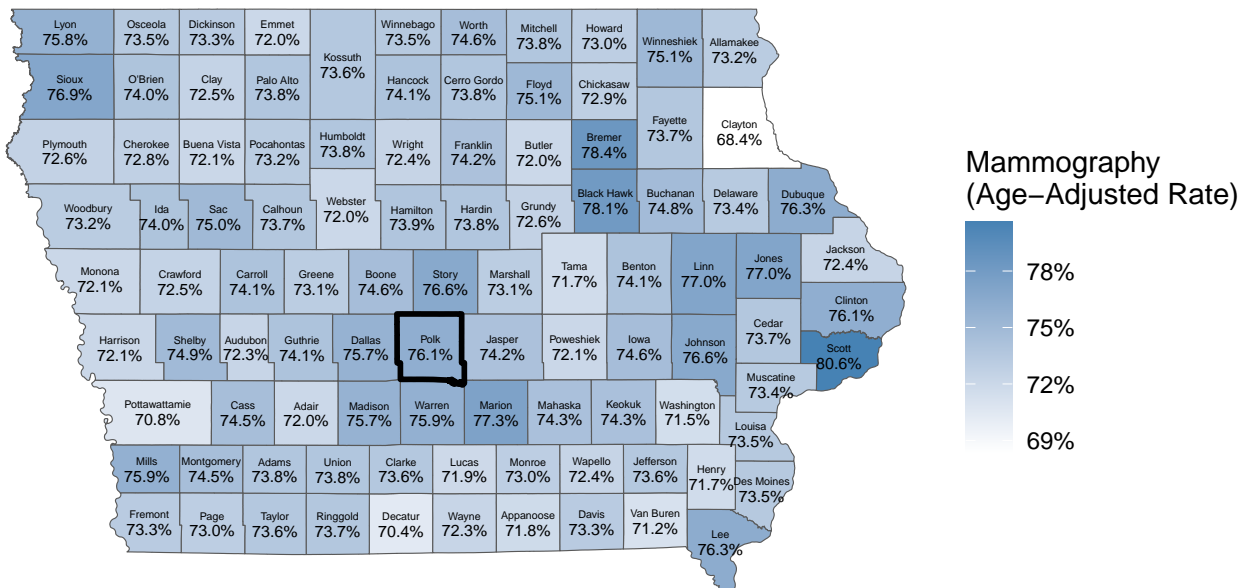 Lyon
75.8%
Osceola
73.5%
Dickinson
73.3%
Emmet
72.0%
Kossuth
73.6%
Winnebago
73.5%
Worth
74.6%
Mitchell
73.8%
Howard
73.0%
Winneshiek
75.1%
Allamakee
73.2%
Sioux
76.9%
O'Brien
74.0%
Clay
72.5%
Palo Alto
73.8%
Hancock
74.1%
Cerro Gordo
73.8%
Floyd
75.1%
Chickasaw
72.9%
Fayette
73.7%
Clayton
68.4%
Plymouth
72.6%
Cherokee
72.8%
Buena Vista
72.1%
Pocahontas
73.2%
Humboldt
73.8%
Wright
72.4%
Franklin
74.2%
Butler
72.0%
Bremer
78.4%
Woodbury
73.2%
Ida
74.0%
Sac
75.0%
Calhoun
73.7%
Webster
72.0%
Hamilton
73.9%
Hardin
73.8%
Grundy
72.6%
Black Hawk
78.1%
Buchanan
74.8%
Delaware
73.4%
Dubuque
76.3%
Monona
72.1%
Crawford
72.5%
Carroll
74.1%
Greene
73.1%
Boone
74.6%
Story
76.6%
Marshall
73.1%
Tama
71.7%
Benton
74.1%
Linn
77.0%
Jones
77.0%
Jackson
72.4%
Clinton
76.1%
Harrison
72.1%
Shelby
74.9%
Audubon
72.3%
Guthrie
74.1%
Dallas
75.7%
Polk
76.1%
Jasper
74.2%
Poweshiek
72.1%
Iowa
74.6%
Johnson
76.6%
Cedar
73.7%
Scott
80.6%
Muscatine
73.4%
Pottawattamie
70.8%
Cass
74.5%
Adair
72.0%
Madison
75.7%
Warren
75.9%
Marion
77.3%
Mahaska
74.3%
Keokuk
74.3%
Washington
71.5%
Louisa
73.5%
Mills
75.9%
Montgomery
74.5%
Adams
73.8%
Union
73.8%
Clarke
73.6%
Lucas
71.9%
Monroe
73.0%
Wapello
72.4%
Jefferson
73.6%
Henry
71.7%
Des Moines
73.5%
Fremont
73.3%
Page
73.0%
Taylor
73.6%
Ringgold
73.7%
Decatur
70.4%
Wayne
72.3%
Appanoose
71.8%
Davis
73.3%
Van Buren
71.2%
Lee
76.3%
Mammography
(Age−Adjusted Rate)
78%
75%
72%
69%